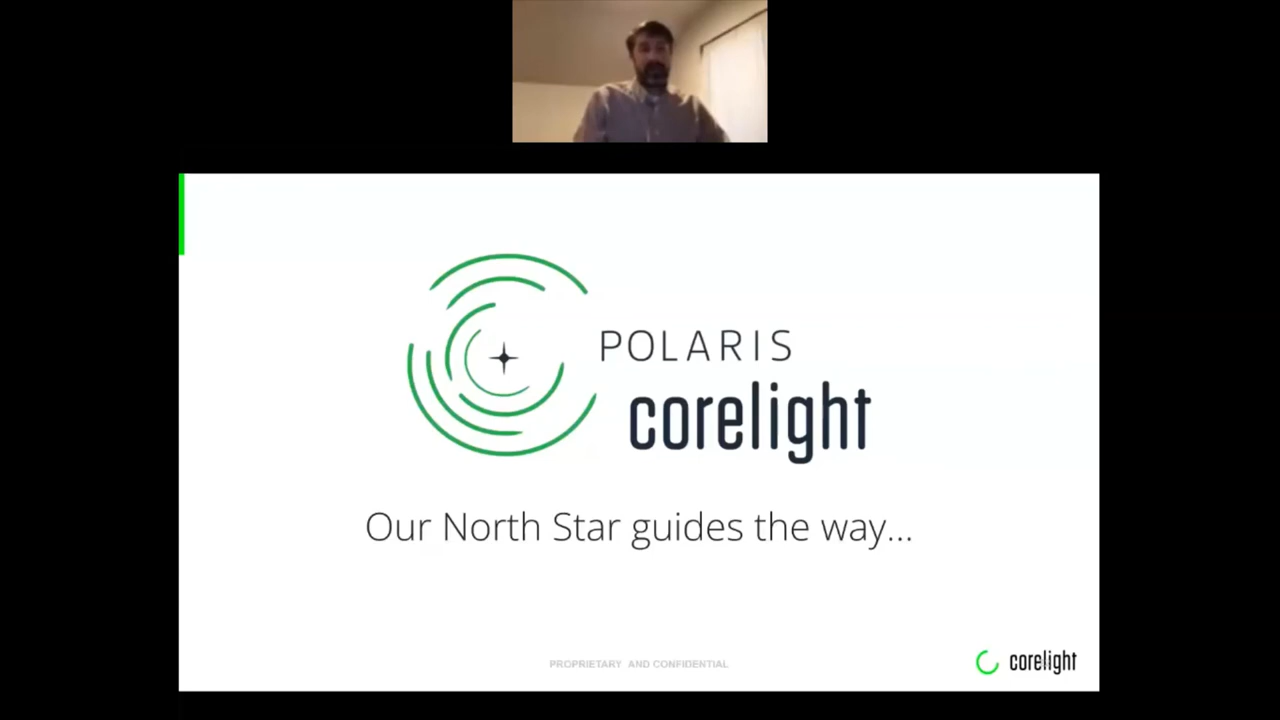 POLARIS
corelight
Our North Star guides the way...
PROPRIETARY AND CONFIDENTIAL
corelight